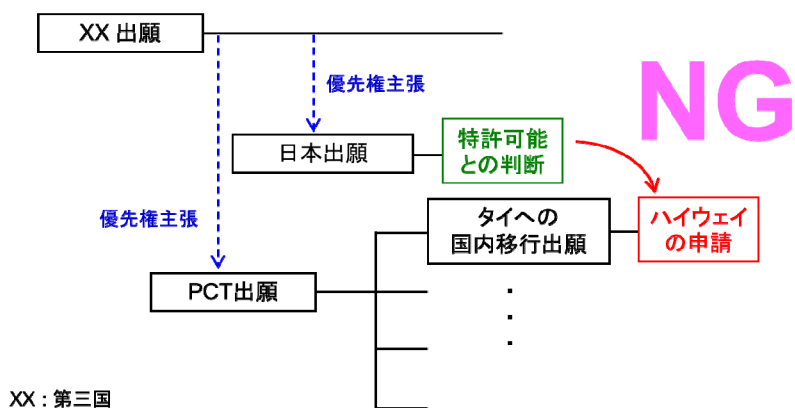 XX 出願
優先権主張
NG
日本出願
特許可能
との判断
優先権主張
タイへの
国内移行出願
ハイウェイ
の申請
PCT出願
XX : 第三国